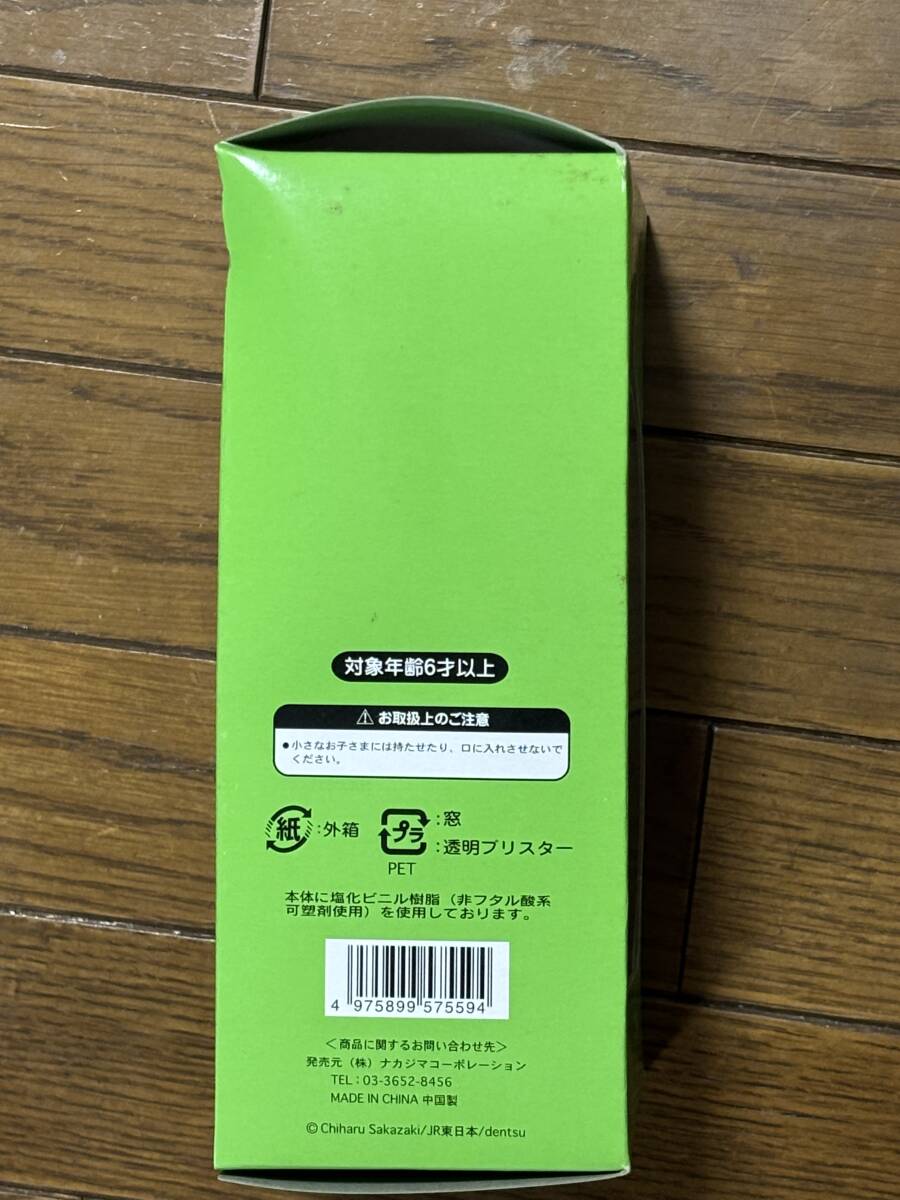 対象年齢6才以上
⚠ お取扱上のご注意
●小さなお子さまには持たせたり、口に入れさせないで
ください。
紙:外箱
プラ:窓
:透明ブリスター
PET
本体に塩化ビニル樹脂（非フタル酸系
可塑剤使用）を使用しております。
4 975899 575594
＜商品に関するお問い合わせ先＞
発売元（株）ナカジマコーポレーション
TEL：03-3652-8456
MADE IN CHINA 中国製
© Chiharu Sakazaki/JR東日本/dentsu